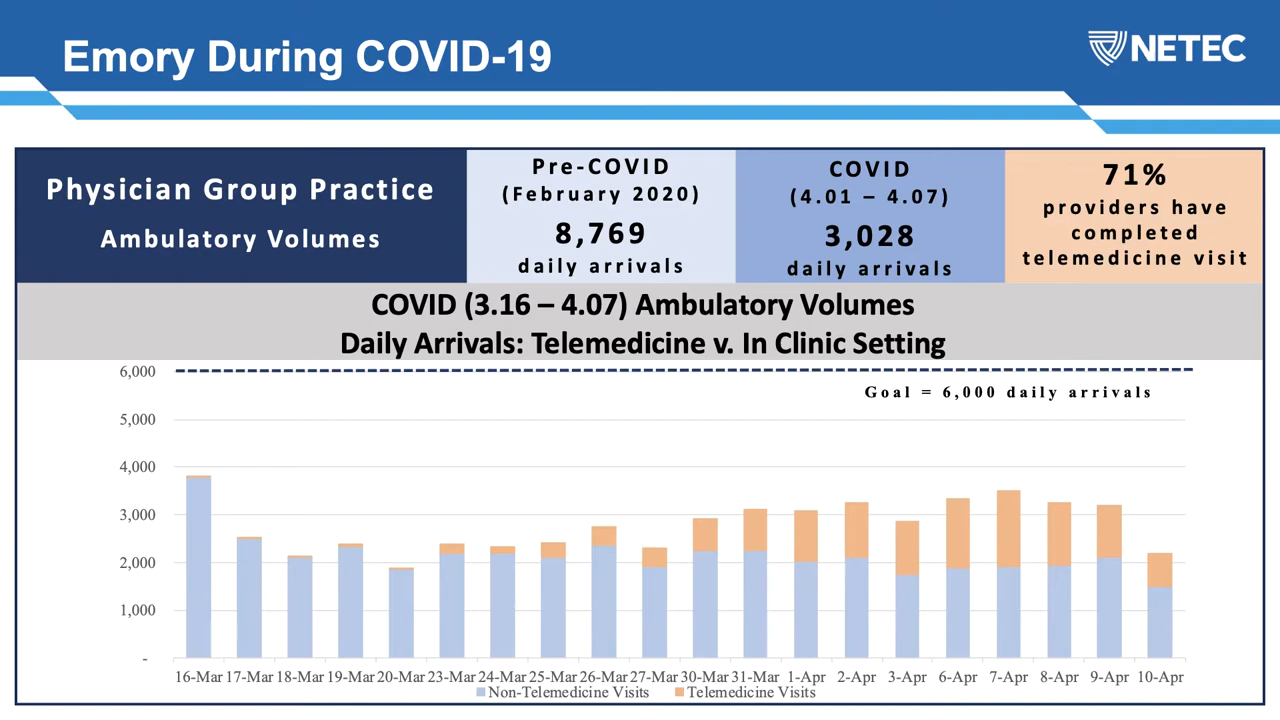 Emory During COVID-19
NETEC
Physician Group Practice
Ambulatory Volumes
Pre-COVID
(February 2020)
8,769
daily arrivals
COVID
(4.01 – 4.07)
3,028
daily arrivals
71%
providers have
completed
telemedicine visit
COVID (3.16 – 4.07) Ambulatory Volumes
Daily Arrivals: Telemedicine v. In Clinic Setting
6,000
Goal = 6,000 daily arrivals
5,000
4,000
3,000
2,000
1,000
-
16-Mar 17-Mar 18-Mar 19-Mar 20-Mar 23-Mar 24-Mar 25-Mar 26-Mar 27-Mar 30-Mar 31-Mar 1-Apr 2-Apr 3-Apr 6-Apr 7-Apr 8-Apr 9-Apr 10-Apr
Non-Telemedicine Visits Telemedicine Visits